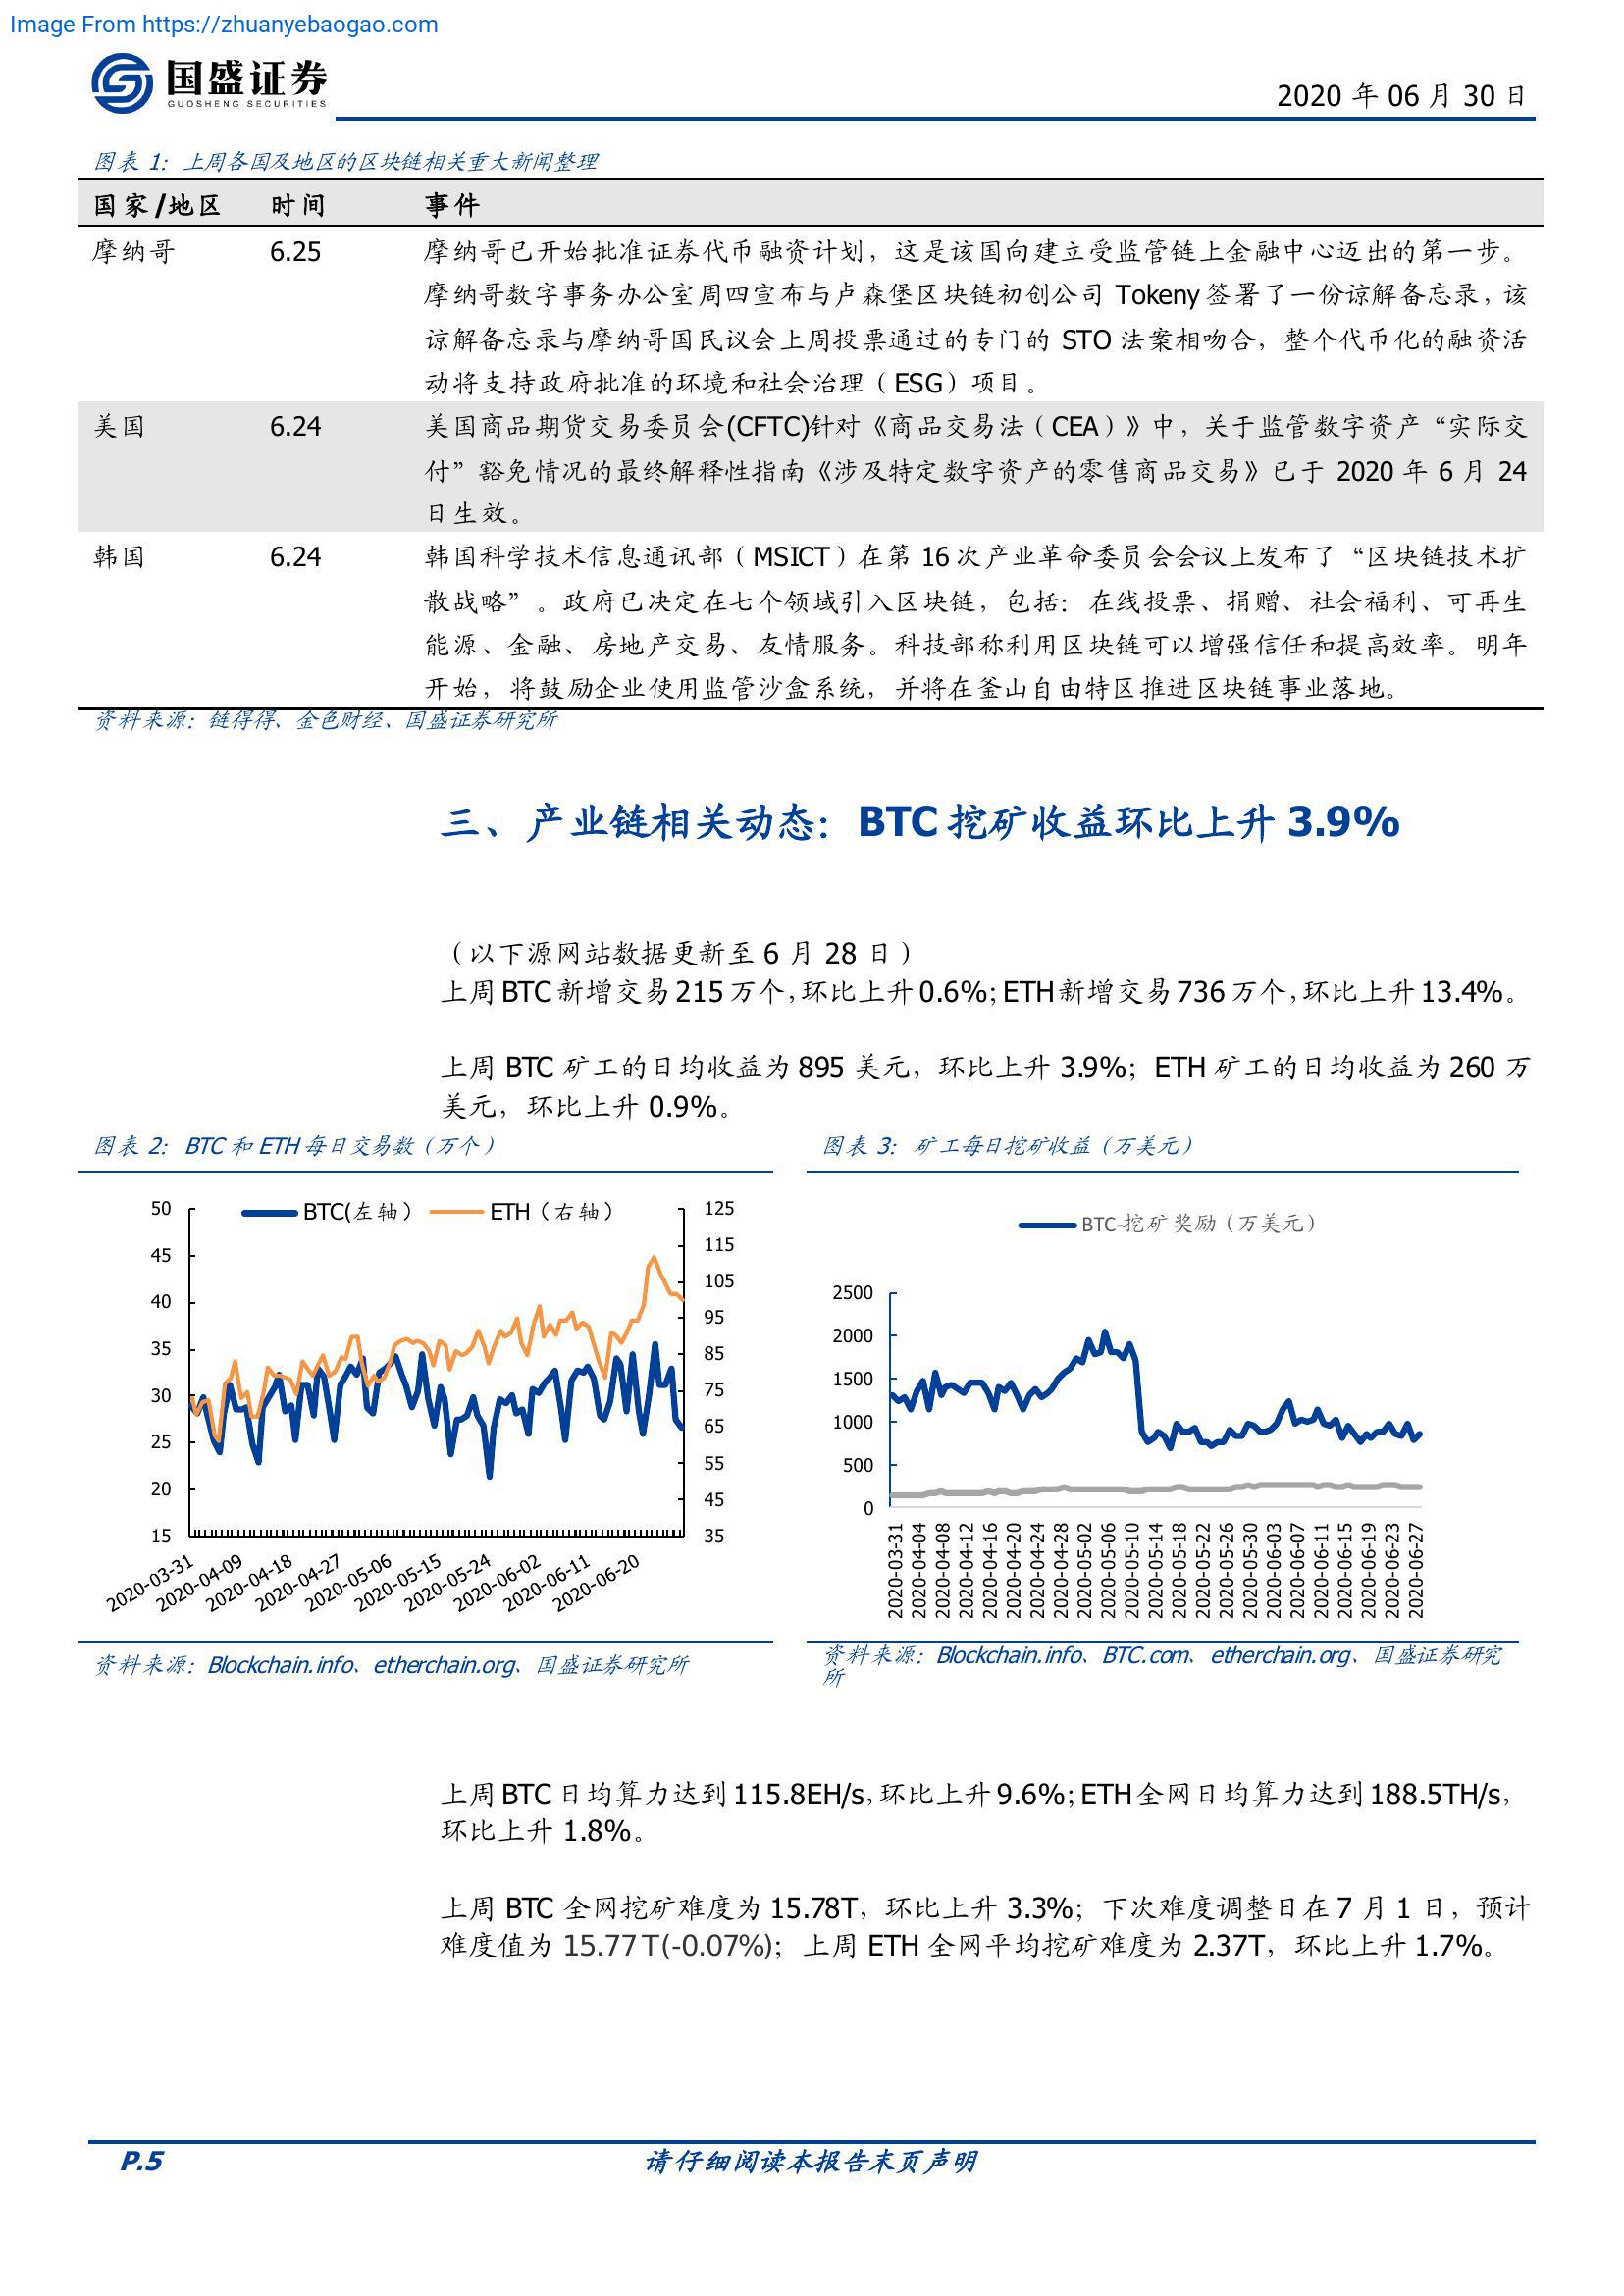 Image From https://zhuanyebaogao.com
国盛证券
GUOSHENG SECURITIES
2020 年 06 月 30 日
图表 1：上周各国及地区的区块链相关重大新闻整理
国家/地区 时间 事件
摩纳哥 6.25 摩纳哥已开始批准证券代币融资计划，这是该国向建立受监管链上金融中心迈出的第一步。
摩纳哥数字事务办公室周四宣布与卢森堡区块链初创公司 Tokeny 签署了一份谅解备忘录，该
谅解备忘录与摩纳哥国民议会上周投票通过的专门的 STO 法案相吻合，整个代币化的融资活
动将支持政府批准的环境和社会治理（ESG）项目。
美国 6.24 美国商品期货交易委员会(CFTC)针对《商品交易法（CEA）》中，关于监管数字资产“实际交
付”豁免情况的最终解释性指南《涉及特定数字资产的零售商品交易》已于 2020 年 6 月 24
日生效。
韩国 6.24 韩国科学技术信息通讯部（MSICT）在第 16 次产业革命委员会会议上发布了“区块链技术扩
散战略”。政府已决定在七个领域引入区块链，包括：在线投票、捐赠、社会福利、可再生
能源、金融、房地产交易、友情服务。科技部称利用区块链可以增强信任和提高效率。明年
开始，将鼓励企业使用监管沙盒系统，并将在釜山自由特区推进区块链事业落地。
资料来源：链得得、金色财经、国盛证券研究所
三、产业链相关动态：BTC 挖矿收益环比上升 3.9%
（以下源网站数据更新至 6 月 28 日）
上周 BTC 新增交易 215 万个，环比上升 0.6%；ETH 新增交易 736 万个，环比上升 13.4%。
上周 BTC 矿工的日均收益为 895 美元，环比上升 3.9%；ETH 矿工的日均收益为 260 万
美元，环比上升 0.9%。
图表 2：BTC 和 ETH 每日交易数（万个）
BTC(左轴） ETH（右轴）
50
45
40
35
30
25
20
15
125
115
105
95
85
75
65
55
45
35
2020-03-31
2020-04-09
2020-04-18
2020-04-27
2020-05-06
2020-05-15
2020-05-24
2020-06-02
2020-06-11
2020-06-20
资料来源：Blockchain.info、etherchain.org、国盛证券研究所
图表 3：矿工每日挖矿收益（万美元）
BTC-挖矿奖励（万美元）
2500
2000
1500
1000
500
0
2020-03-31
2020-04-04
2020-04-08
2020-04-12
2020-04-16
2020-04-20
2020-04-24
2020-04-28
2020-05-02
2020-05-06
2020-05-10
2020-05-14
2020-05-18
2020-05-22
2020-05-26
2020-05-30
2020-06-03
2020-06-07
2020-06-11
2020-06-15
2020-06-19
2020-06-23
2020-06-27
资料来源：Blockchain.info、BTC.com、etherchain.org、国盛证券研究
所
上周 BTC 日均算力达到 115.8EH/s，环比上升 9.6%；ETH 全网日均算力达到 188.5TH/s，
环比上升 1.8%。
上周 BTC 全网挖矿难度为 15.78T，环比上升 3.3%；下次难度调整日在 7 月 1 日，预计
难度值为 15.77 T(-0.07%)；上周 ETH 全网平均挖矿难度为 2.37T，环比上升 1.7%。
P.5
请仔细阅读本报告末页声明